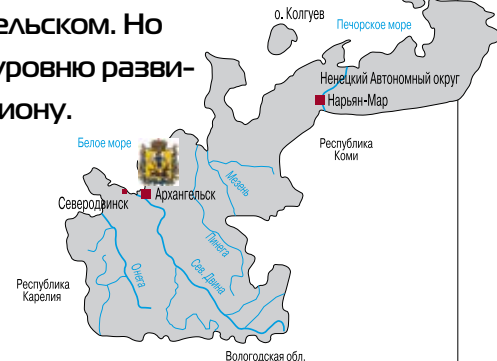 ельском. Но
уровню разви-
иону.
о. Колгуев
Печорское море
Ненецкий Автономный округ
Нарьян-Мар
Республика
Коми
Белое море
Мезень
Архангельск
Северодвинск
Пинега
Сев. Двина
Онега
Республика
Карелия
Вологодская обл.